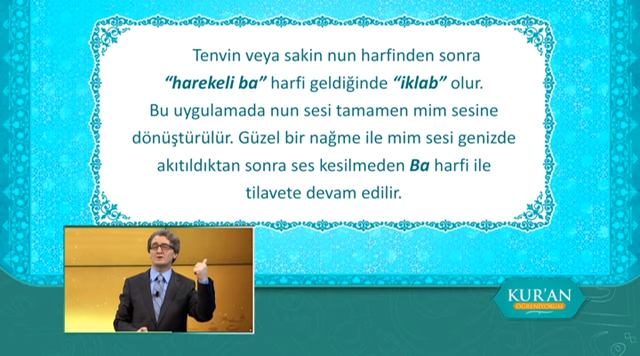 Tenvin veya sakin nun harfinden sonra
“harekeli ba” harfi geldiğinde “iklab” olur.
Bu uygulamada nun sesi tamamen mim sesine
dönüştürülür. Güzel bir nağme ile mim sesi genizde
akıtıldıktan sonra ses kesilmeden Ba harfi ile
tilavete devam edilir.
KUR'AN
ÖĞRENİYORUM